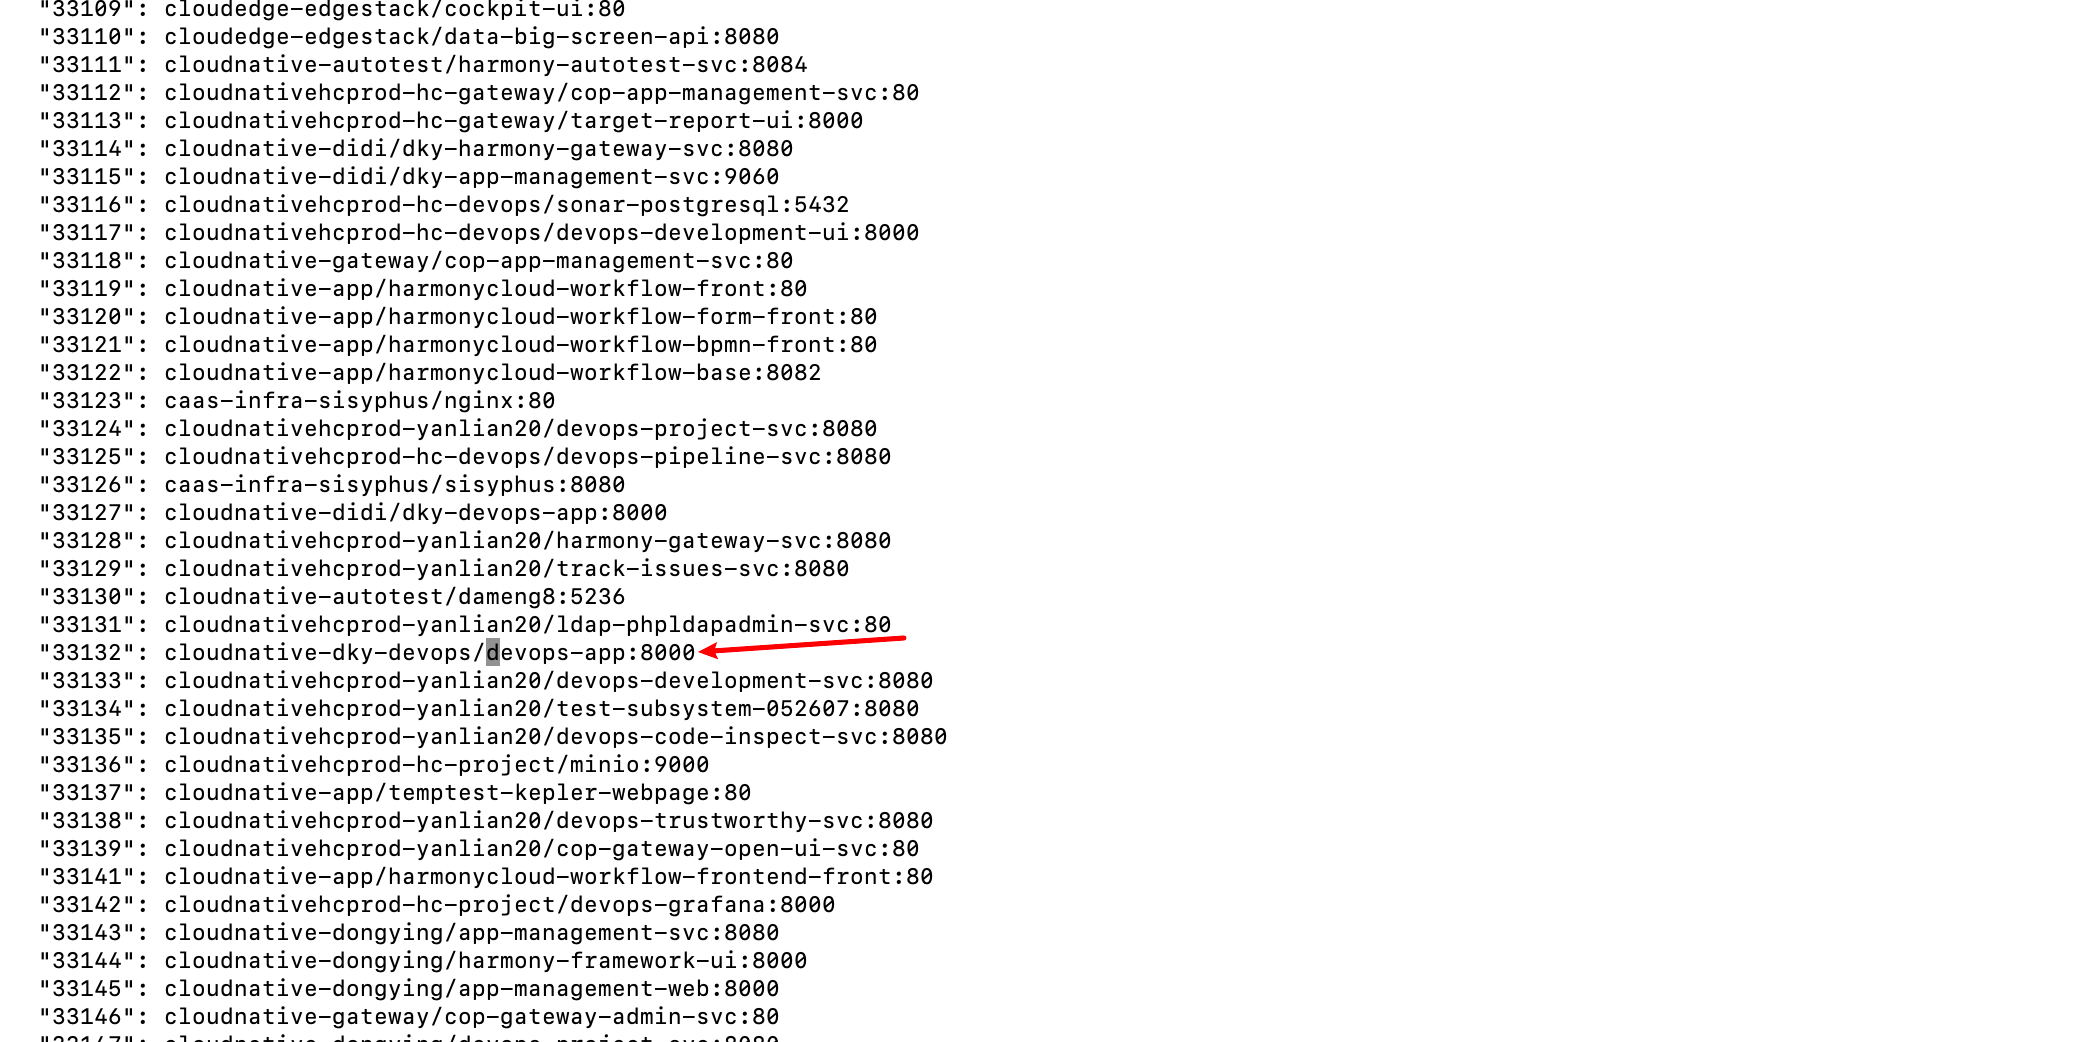 "33109": cloudedge-edgestack/cockpit-ui:80
"33110": cloudedge-edgestack/data-big-screen-api:8080
"33111": cloudnative-autotest/harmony-autotest-svc:8084
"33112": cloudnativehcprod-hc-gateway/cop-app-management-svc:80
"33113": cloudnativehcprod-hc-gateway/target-report-ui:8000
"33114": cloudnative-didi/dky-harmony-gateway-svc:8080
"33115": cloudnative-didi/dky-app-management-svc:9060
"33116": cloudnativehcprod-hc-devops/sonar-postgresql:5432
"33117": cloudnativehcprod-hc-devops/devops-development-ui:8000
"33118": cloudnative-gateway/cop-app-management-svc:80
"33119": cloudnative-app/harmonycloud-workflow-front:80
"33120": cloudnative-app/harmonycloud-workflow-form-front:80
"33121": cloudnative-app/harmonycloud-workflow-bpmn-front:80
"33122": cloudnative-app/harmonycloud-workflow-base:8082
"33123": caas-infra-sisyphus/nginx:80
"33124": cloudnativehcprod-yanlian20/devops-project-svc:8080
"33125": cloudnativehcprod-hc-devops/devops-pipeline-svc:8080
"33126": caas-infra-sisyphus/sisyphus:8080
"33127": cloudnative-didi/dky-devops-app:8000
"33128": cloudnativehcprod-yanlian20/harmony-gateway-svc:8080
"33129": cloudnativehcprod-yanlian20/track-issues-svc:8080
"33130": cloudnative-autotest/dameng8:5236
"33131": cloudnativehcprod-yanlian20/ldap-phpldapadmin-svc:80
"33132": cloudnative-dky-devops/devops-app:8000
"33133": cloudnativehcprod-yanlian20/devops-development-svc:8080
"33134": cloudnativehcprod-yanlian20/test-subsystem-052607:8080
"33135": cloudnativehcprod-yanlian20/devops-code-inspect-svc:8080
"33136": cloudnativehcprod-hc-project/minio:9000
"33137": cloudnative-app/temptest-kepler-webpage:80
"33138": cloudnativehcprod-yanlian20/devops-trustworthy-svc:8080
"33139": cloudnativehcprod-yanlian20/cop-gateway-open-ui-svc:80
"33141": cloudnative-app/harmonycloud-workflow-frontend-front:80
"33142": cloudnativehcprod-hc-project/devops-grafana:8000
"33143": cloudnative-dongying/app-management-svc:8080
"33144": cloudnative-dongying/harmony-framework-ui:8000
"33145": cloudnative-dongying/app-management-web:8000
"33146": cloudnative-gateway/cop-gateway-admin-svc:80
"33147": cloudnative-dongying/devops-project-svc:8080